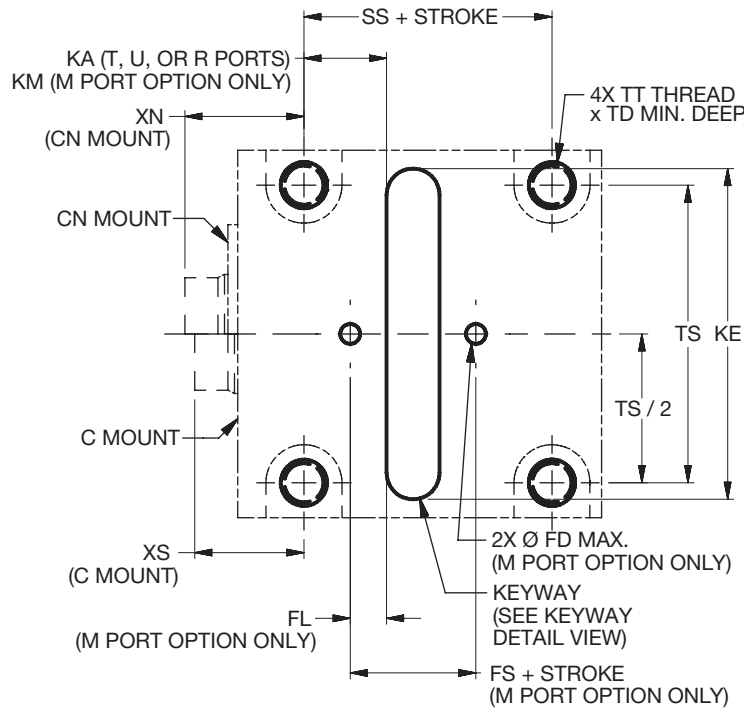 SS + STROKE
KA (T, U, OR R PORTS)
KM (M PORT OPTION ONLY)
4X TT THREAD
x TD MIN. DEEP
XN
(CN MOUNT)
CN MOUNT
TS
KE
TS / 2
C MOUNT
2X Ø FD MAX.
(M PORT OPTION ONLY)
XS
(C MOUNT)
KEYWAY
(SEE KEYWAY
DETAIL VIEW)
FL
(M PORT OPTION ONLY)
FS + STROKE
(M PORT OPTION ONLY)